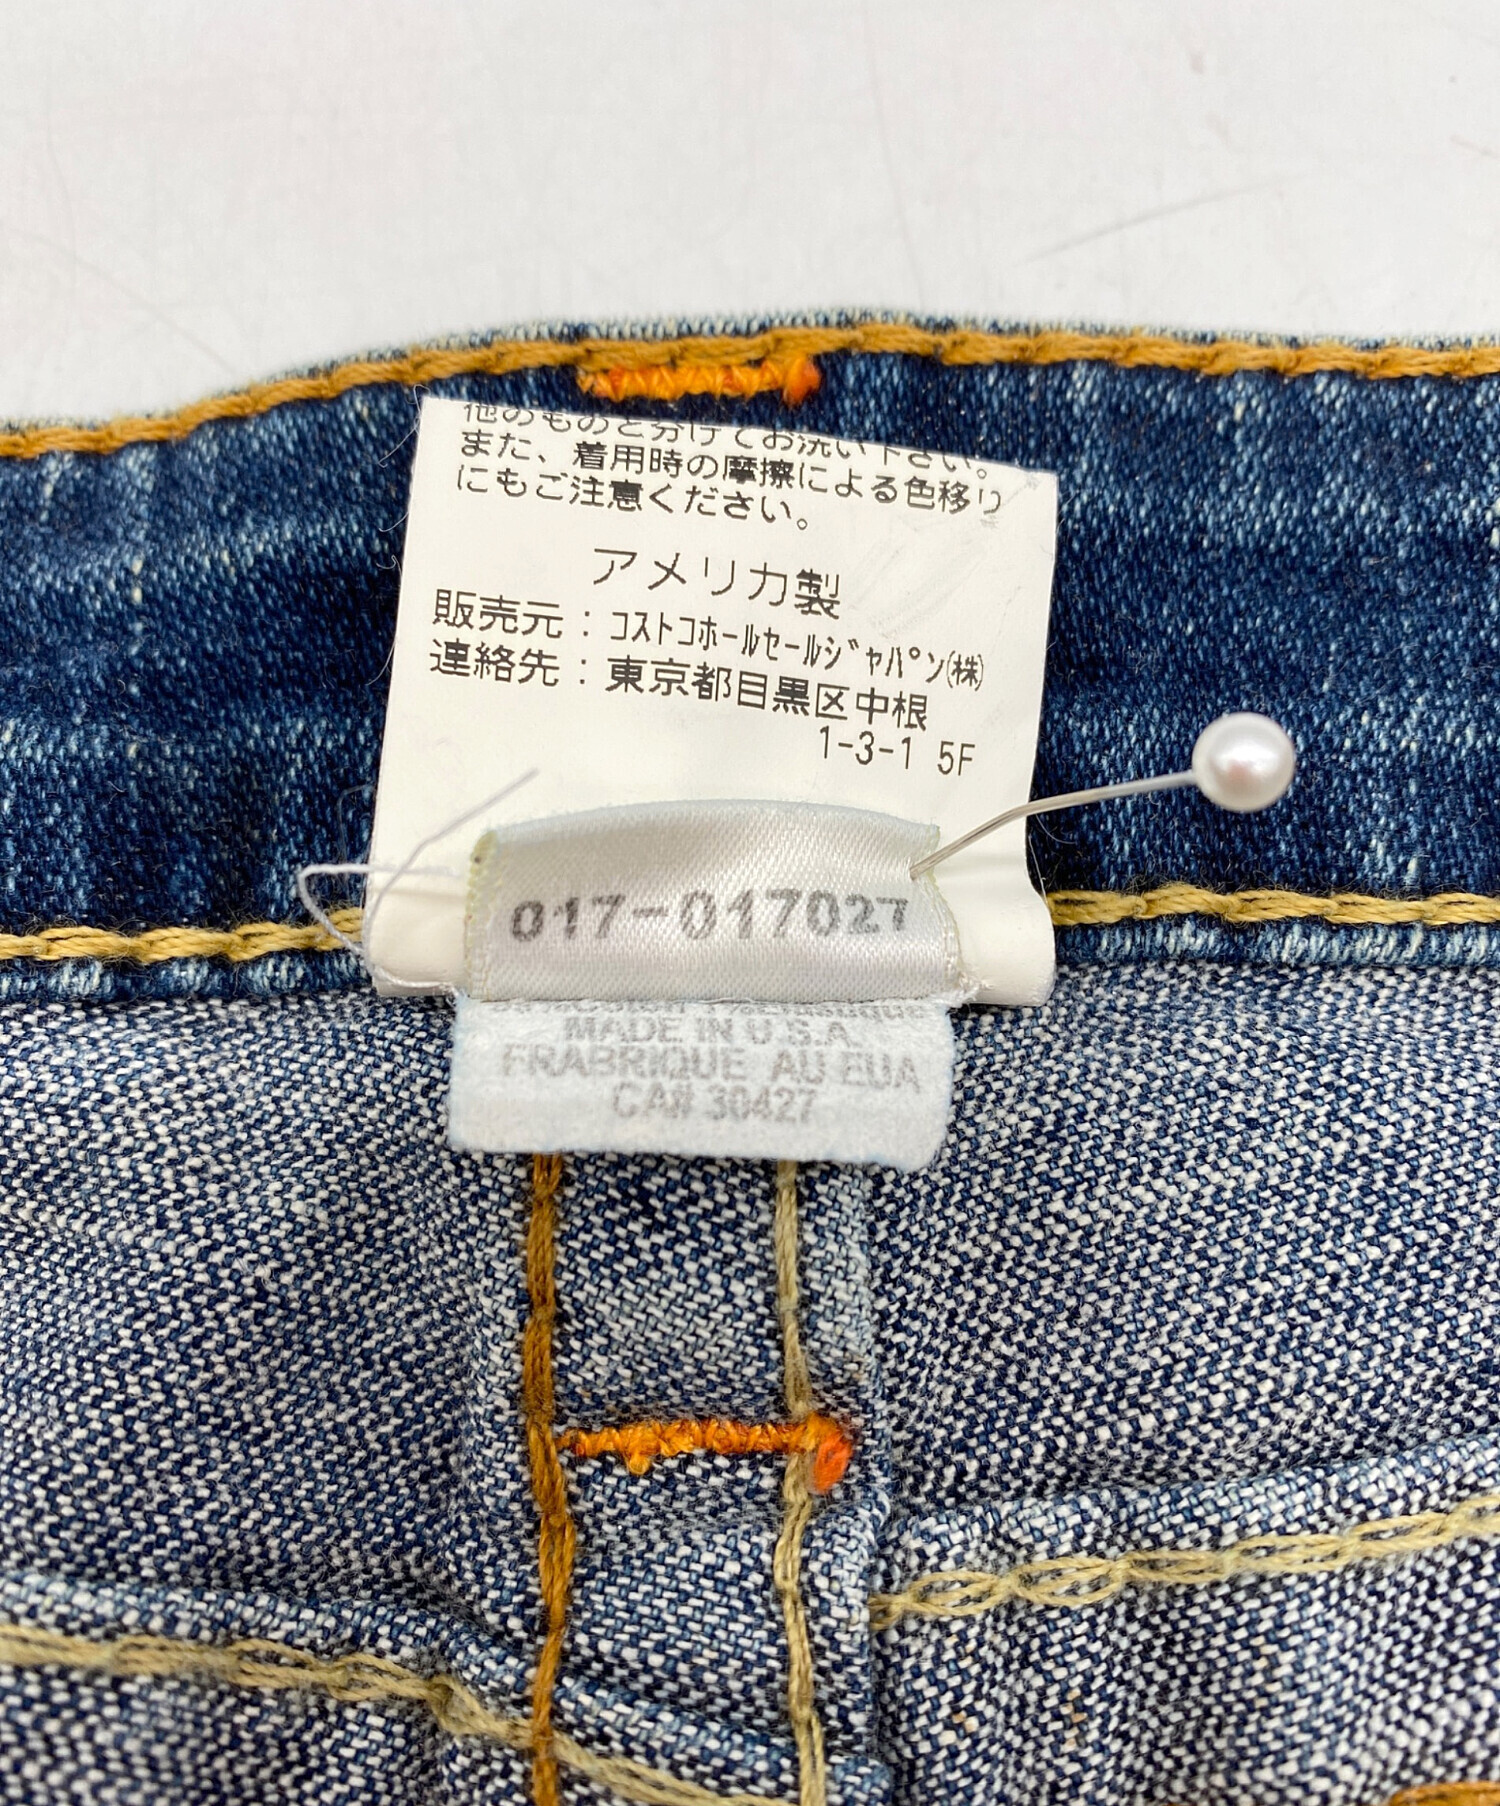 他のものと分けてお洗い下さい。
また、着用時の摩擦による色移り
にもご注意ください。
アメリカ製
販売元：コストコホールセールジャパン(株)
連絡先：東京都目黒区中根
1-3-1 5F
017-017027
MADE IN U.S.A.
FRABRIQUE AU EUA
CA# 30427